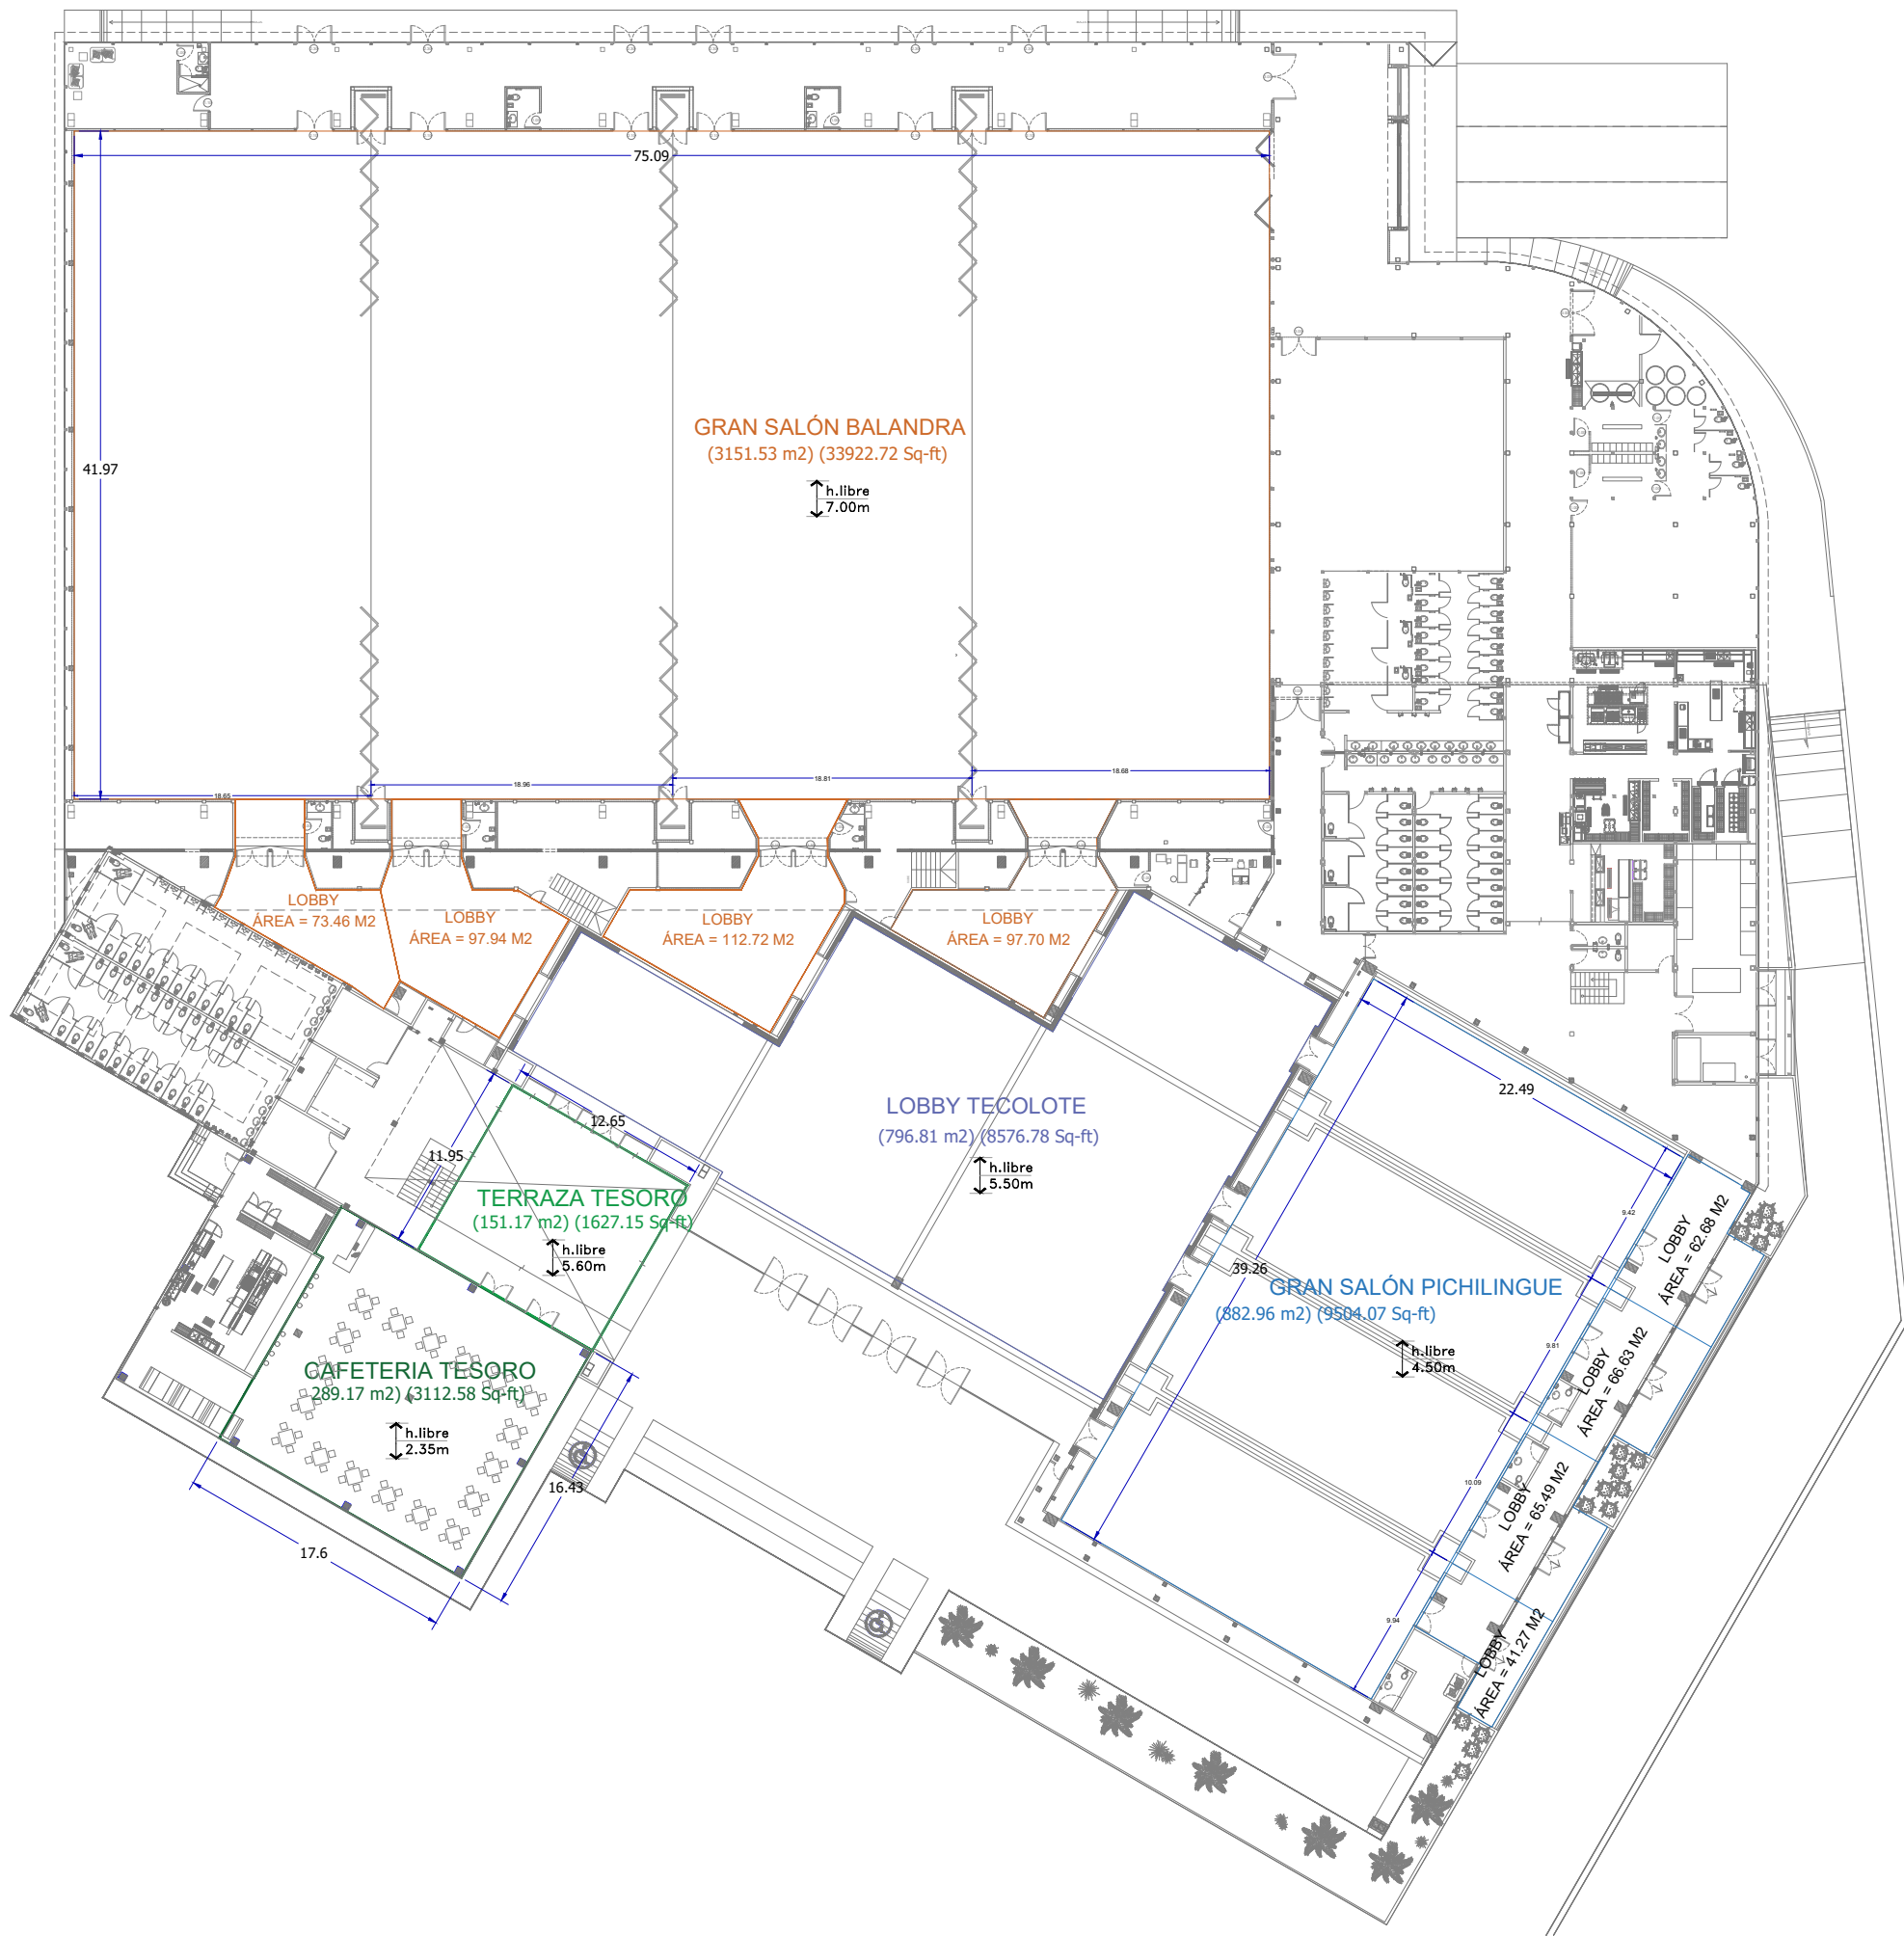 75.09
41.97
GRAN SALÓN BALANDRA
(3151.53 m2) (33922.72 Sq-ft)
h.libre
7.00m
18.65
18.96
18.81
18.68
LOBBY
ÁREA = 73.46 M2
LOBBY
ÁREA = 97.94 M2
LOBBY
ÁREA = 112.72 M2
LOBBY
ÁREA = 97.70 M2
12.65
11.95
TERRAZA TESORO
(151.17 m2) (1627.15 Sq-ft)
h.libre
5.60m
LOBBY TECOLOTE
(796.81 m2) (8576.78 Sq-ft)
h.libre
5.50m
22.49
39.26
GRAN SALÓN PICHILINGUE
(882.96 m2) (9504.07 Sq-ft)
h.libre
4.50m
9.42
9.81
10.09
9.94
LOBBY
ÁREA = 62.68 M2
LOBBY
ÁREA = 66.63 M2
LOBBY
ÁREA = 65.49 M2
LOBBY
ÁREA = 41.27 M2
CAFETERIA TESORO
289.17 m2) (3112.58 Sq-ft)
h.libre
2.35m
16.43
17.6